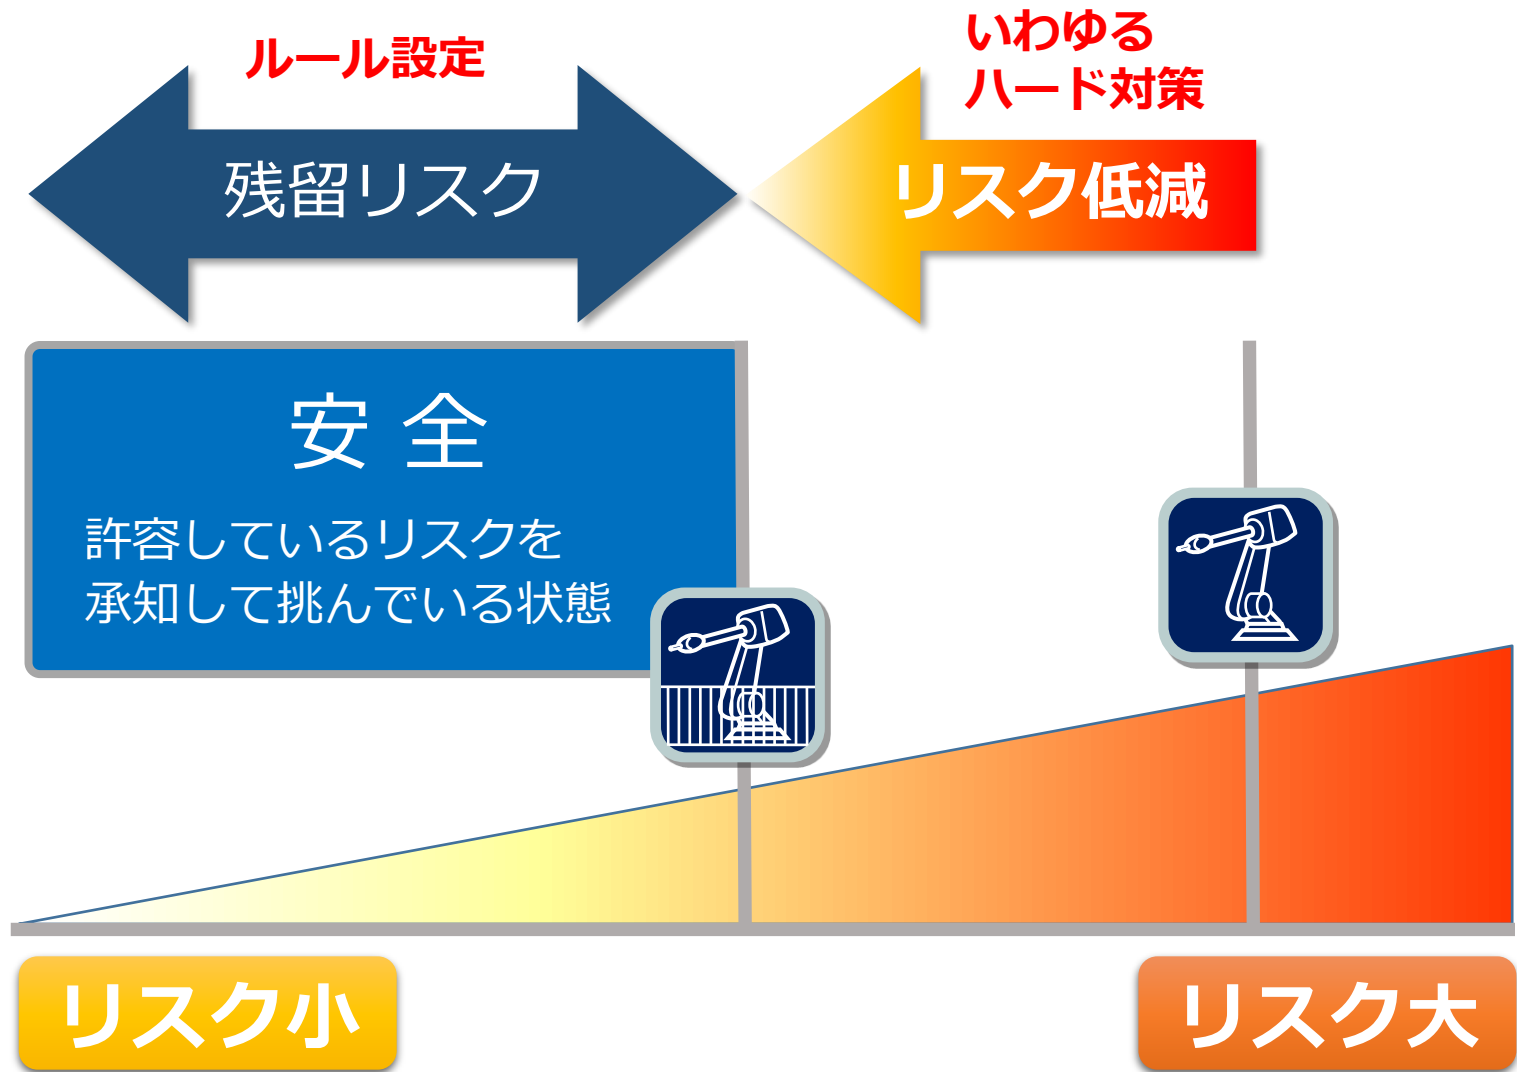 ルール設定
いわゆる
ハード対策
残留リスク
リスク低減
安 全
許容しているリスクを
承知して挑んでいる状態
リスク小
リスク大